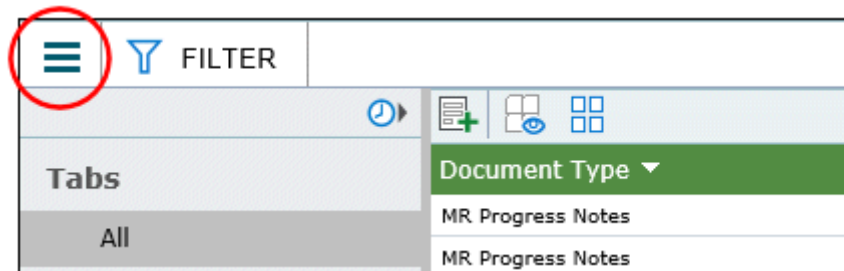 FILTER
Tabs
All
Document Type
MR Progress Notes
MR Progress Notes